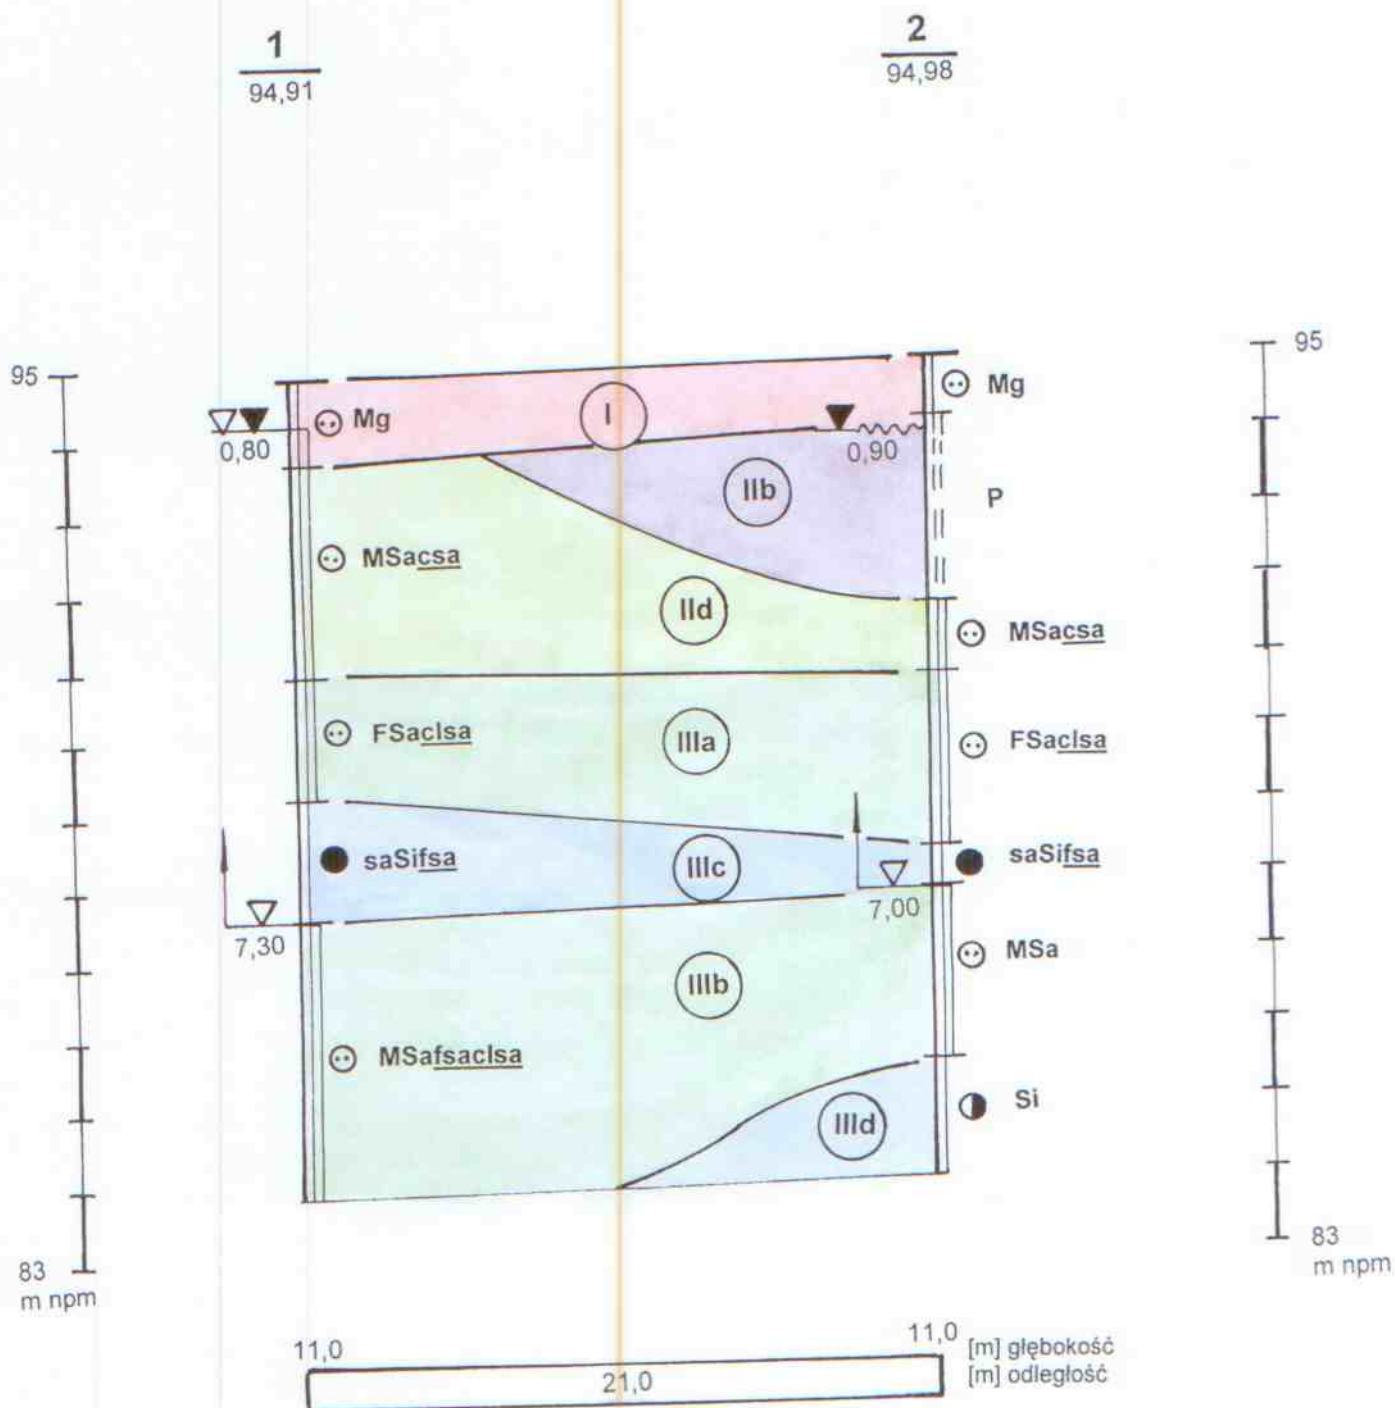 1
94,91
2
94,98
95
95
Mg
I
Mg
0,80
0,90
IIb
P
MSacsa
IId
MSacsa
FSaclsa
IIIa
FSaclsa
saSifsa
IIIc
saSifsa
7,30
7,00
IIIb
MSa
MSafsaclsa
IIId
Si
83
m npm
83
m npm
11,0
11,0
[m] głębokość
21,0
[m] odległość